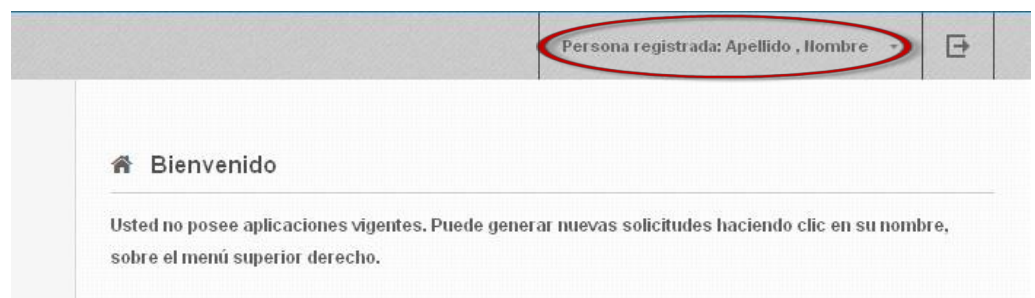 Persona registrada: Apellido , Nombre
Bienvenido
Usted no posee aplicaciones vigentes. Puede generar nuevas solicitudes haciendo clic en su nombre,
sobre el menú superior derecho.